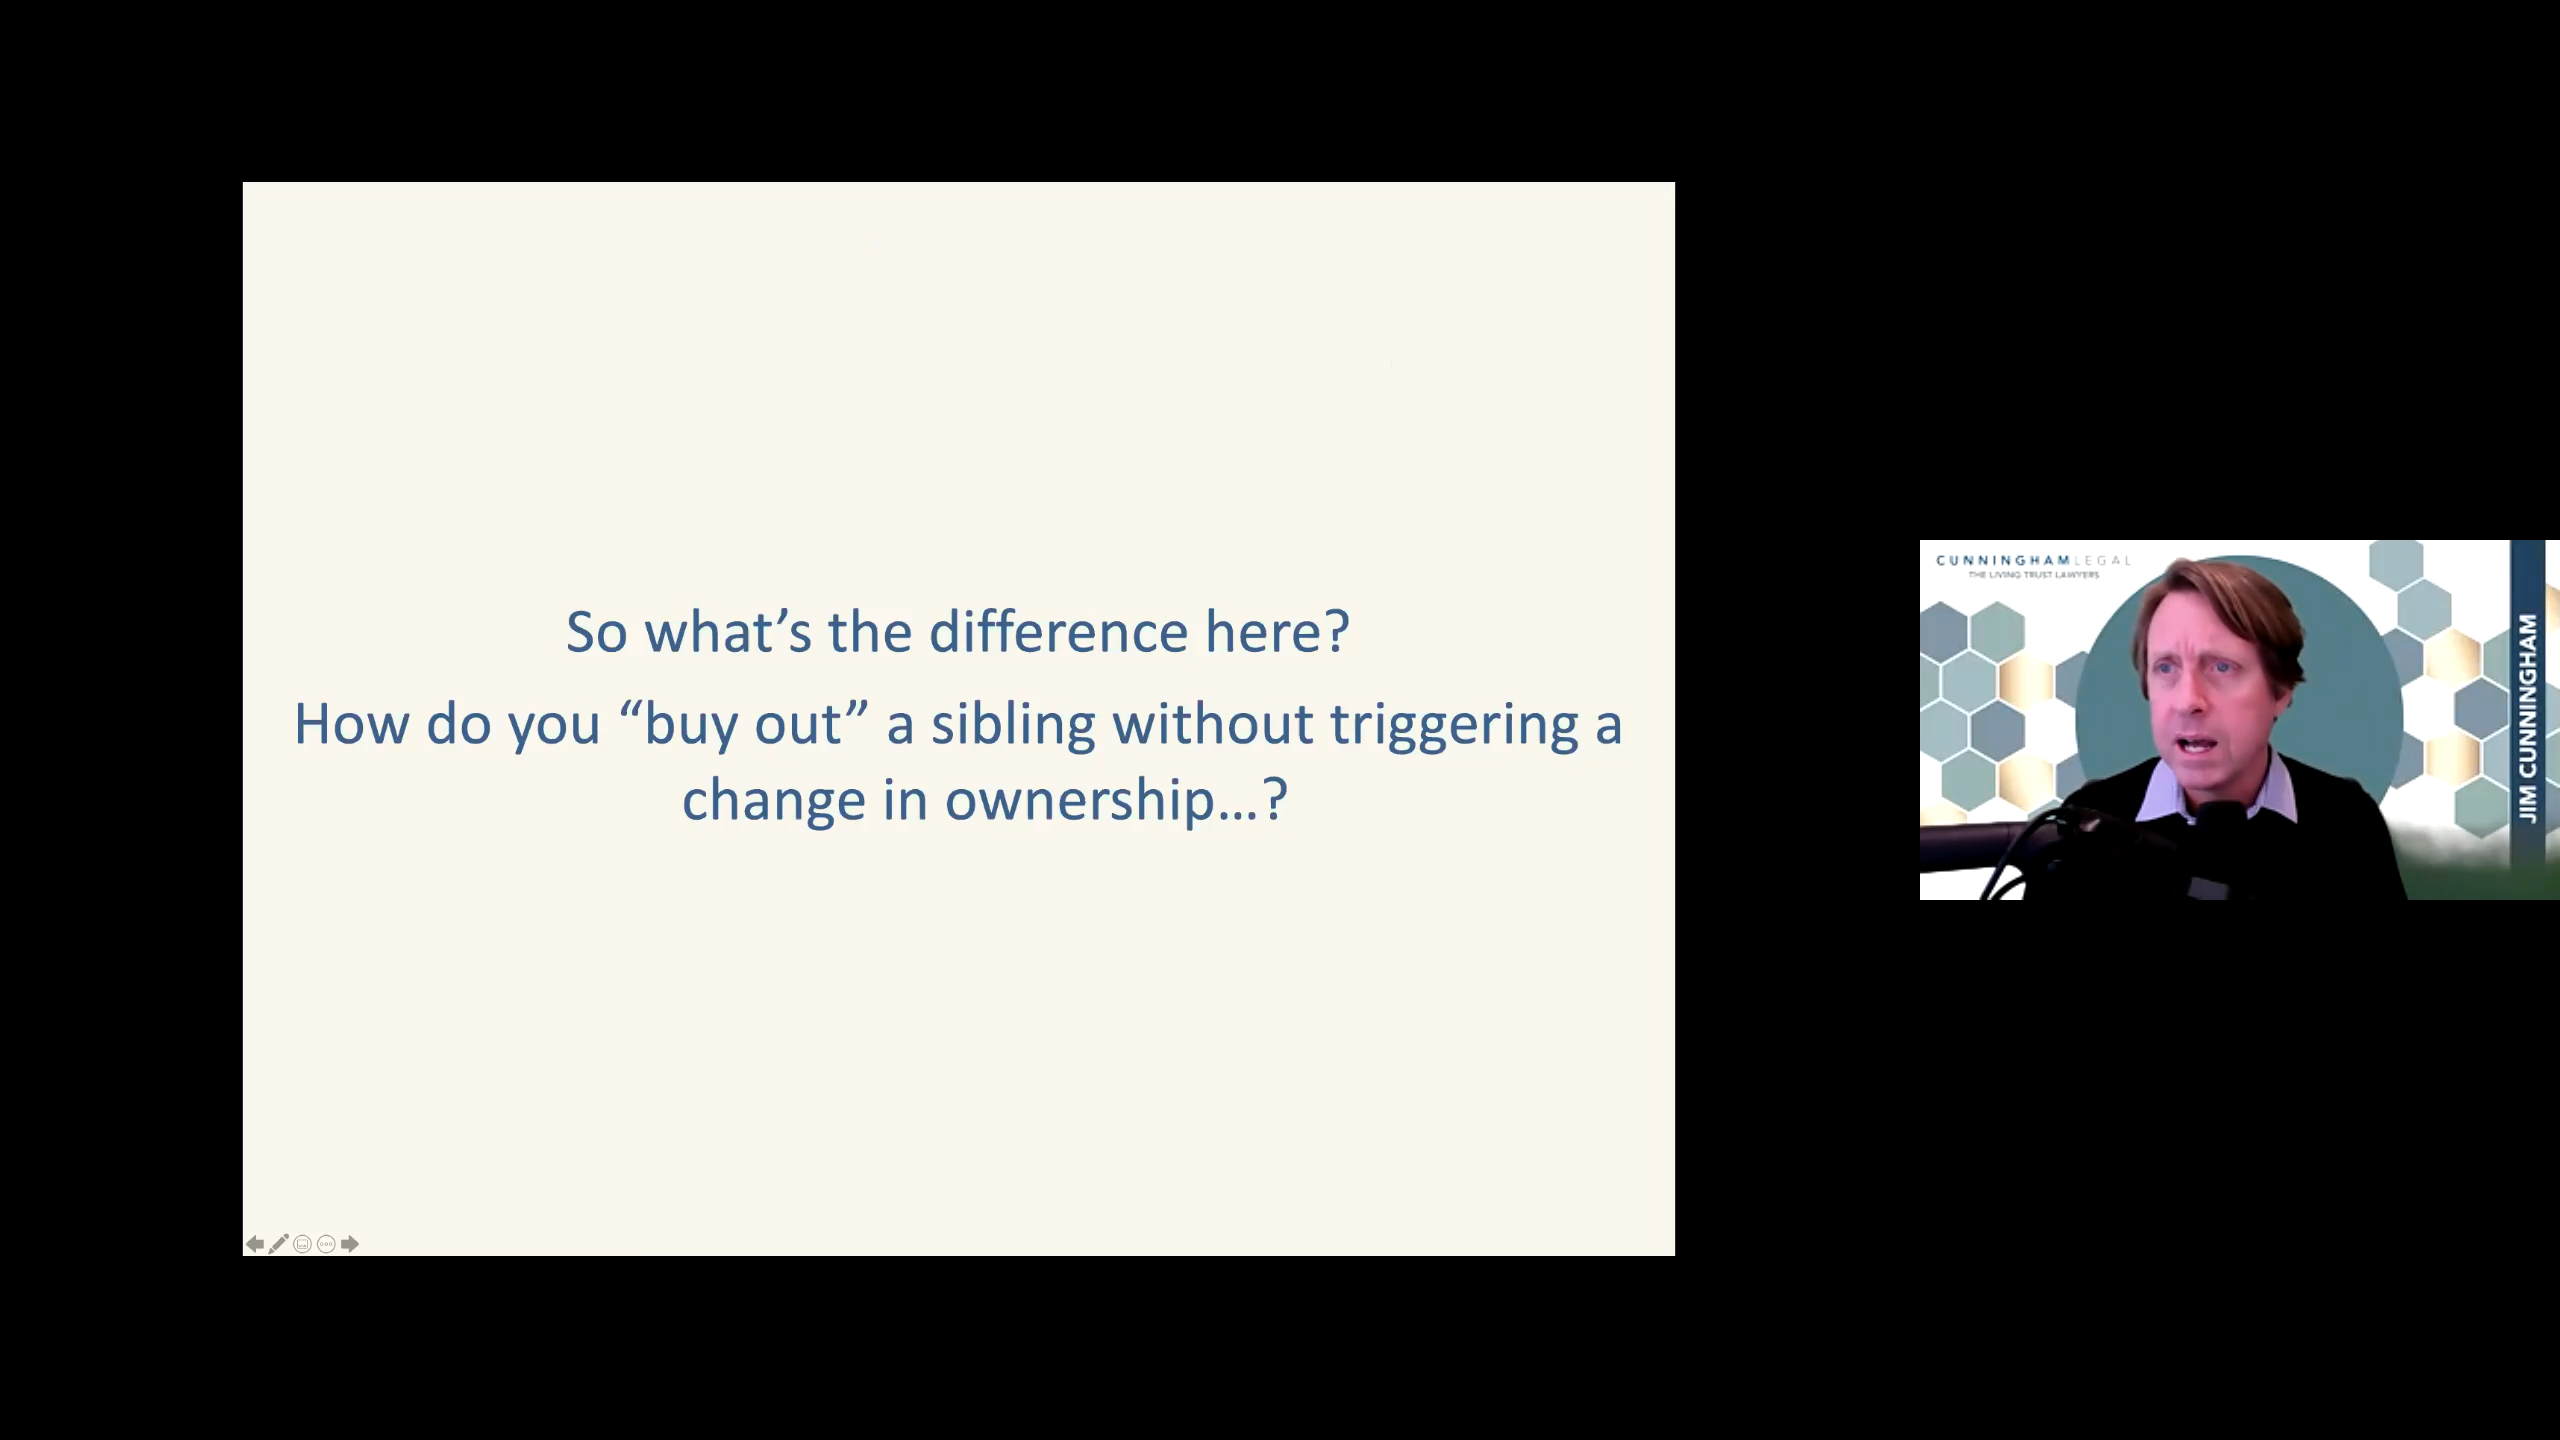 So what’s the difference here?
How do you “buy out” a sibling without triggering a
change in ownership…?
CUNNINGHAMLEGAL
THE LIVING TRUST LAWYERS
JIM CUNNINGHAM